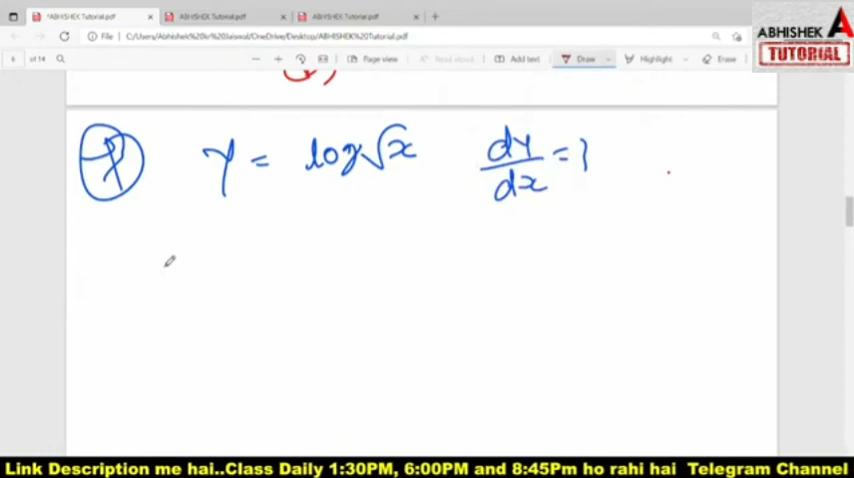 *ABHISHEK Tutorial.pdf ABHISHEK Tutorial.pdf ABHISHEK Tutorial.pdf
File C:/Users/Abhishek%20kr%20Jaiswal/OneDrive/Desktop/ABHISHEK%20Tutorial.pdf
6 of 14 Page view Read aloud Add text Draw Highlight Erase
ABHISHEK A
TUTORIAL
y = log√x dy/dx = ?
Link Description me hai..Class Daily 1:30PM, 6:00PM and 8:45Pm ho rahi hai Telegram Channel